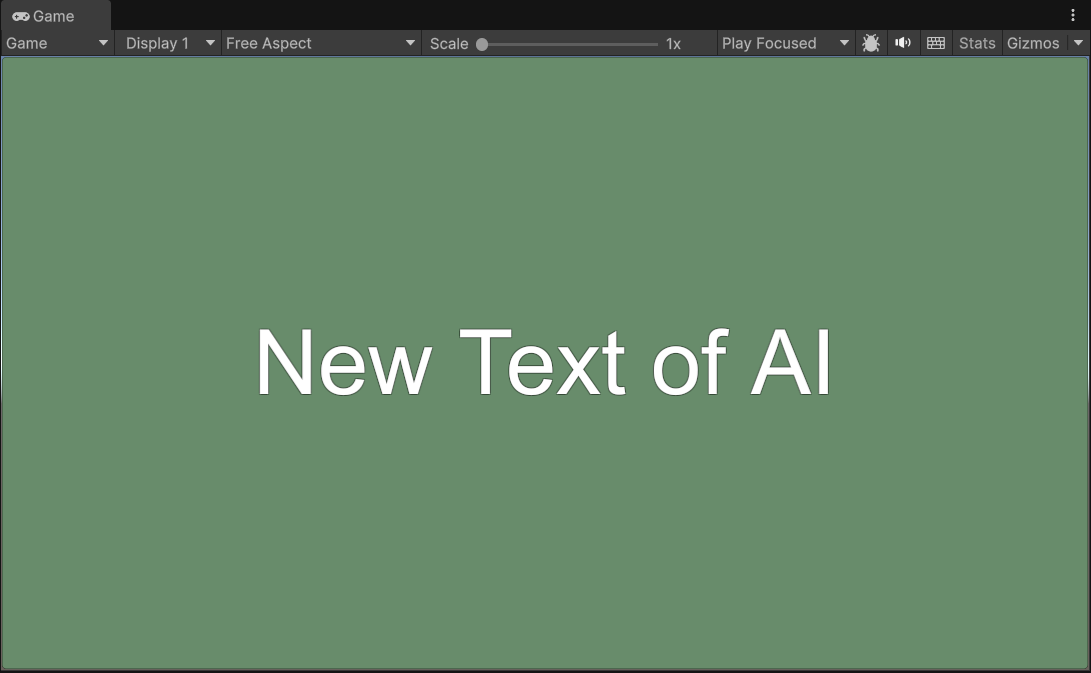 Game
Game Display 1 Free Aspect Scale 1x Play Focused Stats Gizmos
New Text of AI